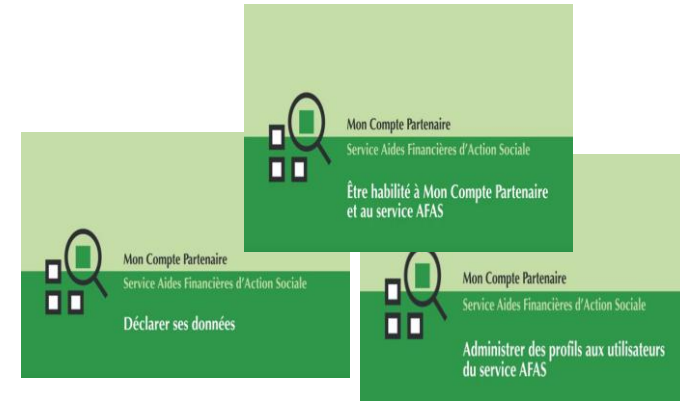 Mon Compte Partenaire
Service Aides Financières d'Action Sociale
Être habilité à Mon Compte Partenaire
et au service AFAS
Mon Compte Partenaire
Service Aides Financières d'Action Sociale
Déclarer ses données
Mon Compte Partenaire
Service Aides Financières d'Action Sociale
Administrer des profils aux utilisateurs
du service AFAS